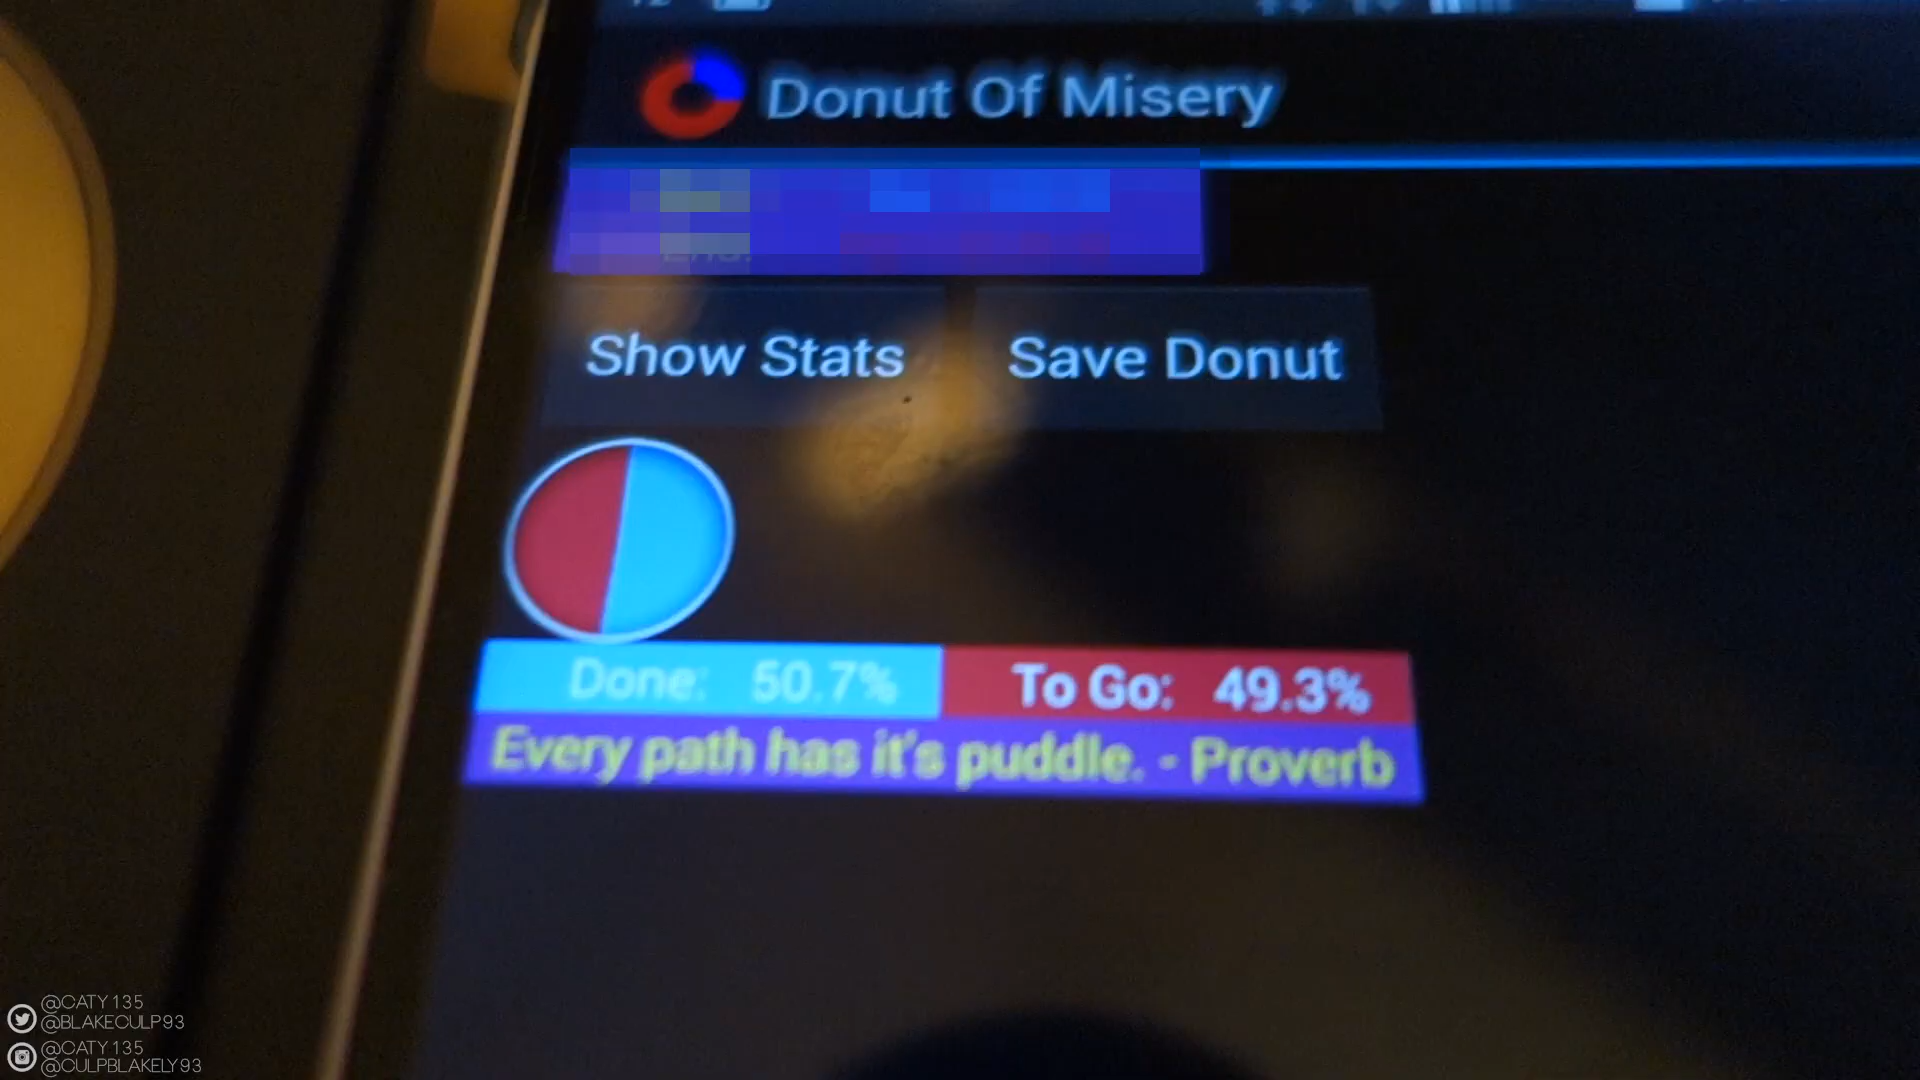 Donut Of Misery
End:
Show Stats
Save Donut
Done: 50.7%
To Go: 49.3%
Every path has it's puddle. - Proverb
@CATY135
@BLAKECULP93
@CATY135
@CULPBLAKELY93